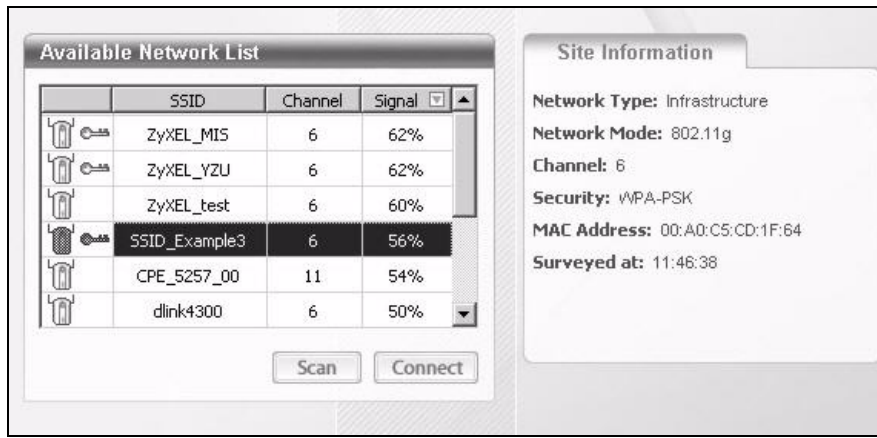 Available Network List
SSID Channel Signal
ZyXEL_MIS 6 62%
ZyXEL_YZU 6 62%
ZyXEL_test 6 60%
SSID_Example3 6 56%
CPE_5257_00 11 54%
dlink4300 6 50%
Scan Connect
Site Information
Network Type: Infrastructure
Network Mode: 802.11g
Channel: 6
Security: WPA-PSK
MAC Address: 00:A0:C5:CD:1F:64
Surveyed at: 11:46:38